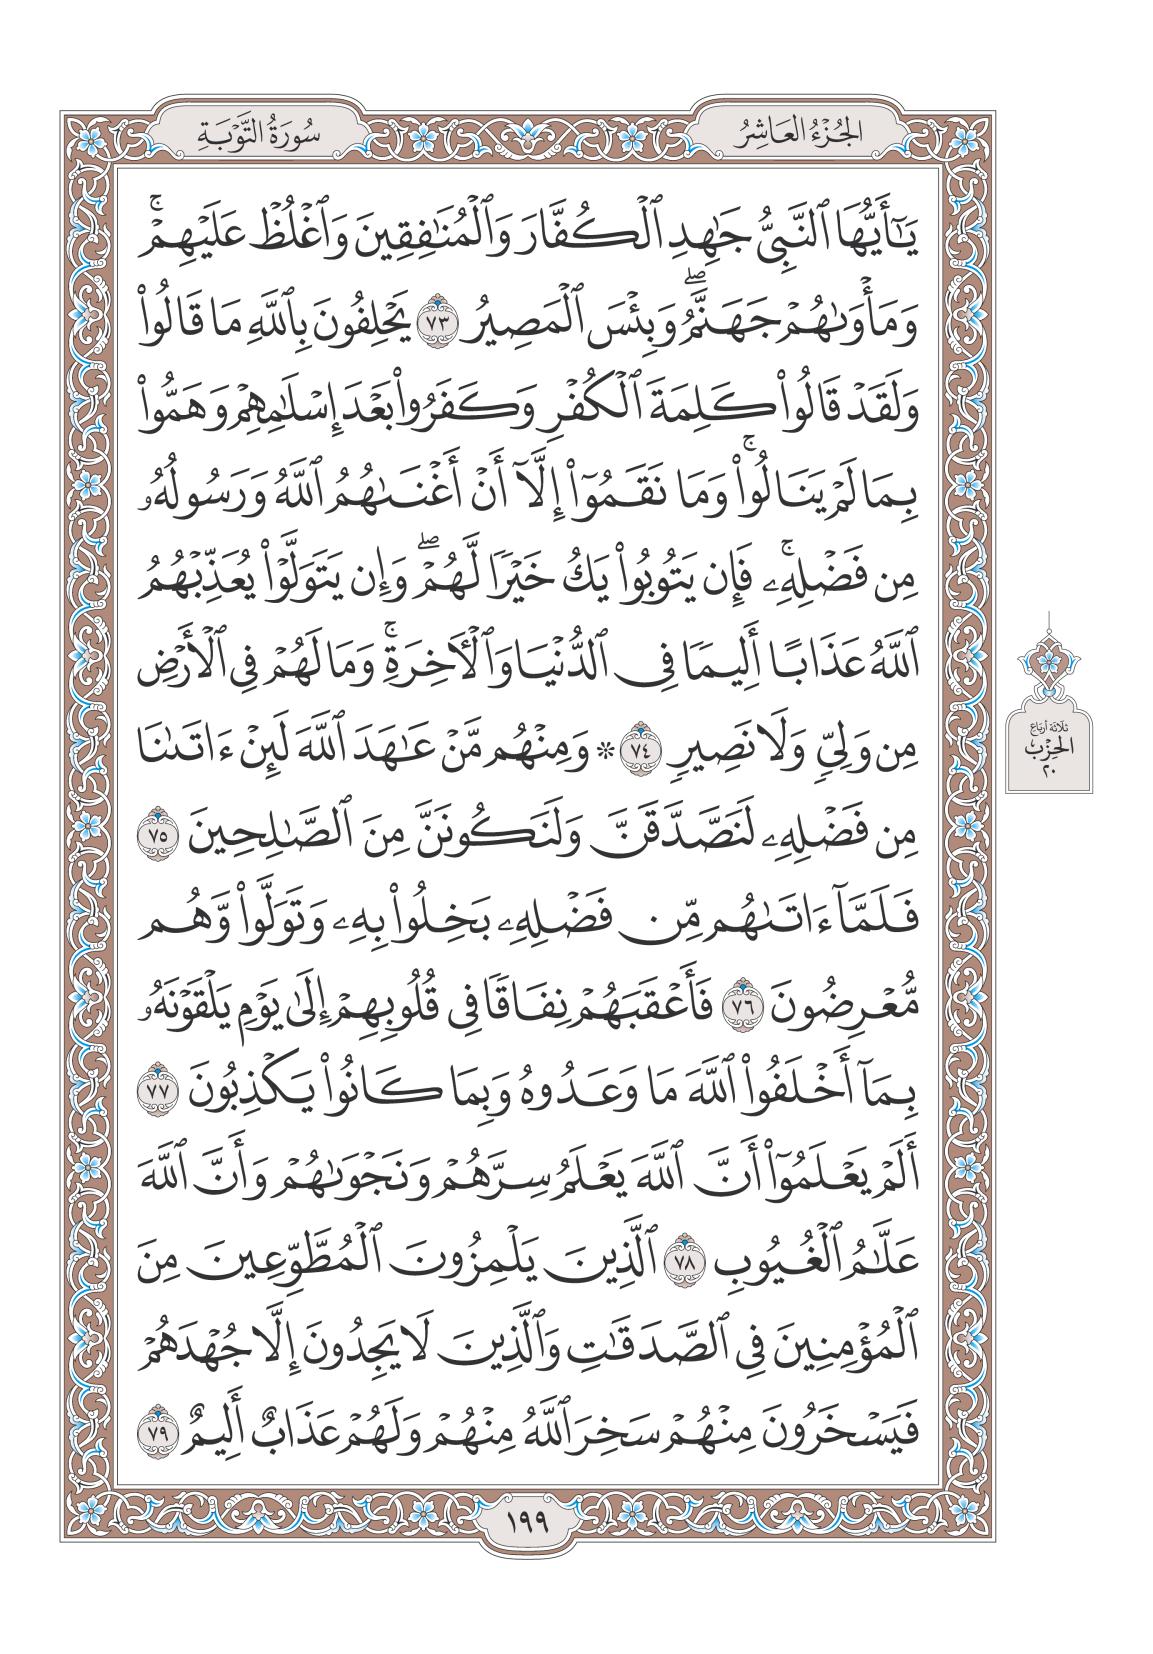 الجُزْءُ العَاشِرُ
سُورَةُ التَّوْبَةِ
يَٰٓأَيُّهَا ٱلنَّبِيُّ جَٰهِدِ ٱلْكُفَّارَ وَٱلْمُنَٰفِقِينَ وَٱغْلُظْ عَلَيْهِمْۚ
وَمَأْوَىٰهُمْ جَهَنَّمُۖ وَبِئْسَ ٱلْمَصِيرُ ٧٣ يَحْلِفُونَ بِٱللَّهِ مَا قَالُوا۟
وَلَقَدْ قَالُوا۟ كَلِمَةَ ٱلْكُفْرِ وَكَفَرُوا۟ بَعْدَ إِسْلَٰمِهِمْ وَهَمُّوا۟
بِمَا لَمْ يَنَالُوا۟ۚ وَمَا نَقَمُوٓا۟ إِلَّآ أَنْ أَغْنَىٰهُمُ ٱللَّهُ وَرَسُولُهُۥ
مِن فَضْلِهِۦۚ فَإِن يَتُوبُوا۟ يَكُ خَيْرًا لَّهُمْۖ وَإِن يَتَوَلَّوْا۟ يُعَذِّبْهُمُ
ٱللَّهُ عَذَابًا أَلِيمًا فِي ٱلدُّنْيَا وَٱلْأَخِرَةِۚ وَمَا لَهُمْ فِي ٱلْأَرْضِ
مِن وَلِيٍّ وَلَا نَصِيرٍ ٧٤ ۞ وَمِنْهُم مَّنْ عَٰهَدَ ٱللَّهَ لَئِنْ ءَاتَىٰنَا
مِن فَضْلِهِۦ لَنَصَّدَّقَنَّ وَلَنَكُونَنَّ مِنَ ٱلصَّٰلِحِينَ ٧٥
فَلَمَّآ ءَاتَىٰهُم مِّن فَضْلِهِۦ بَخِلُوا۟ بِهِۦ وَتَوَلَّوا۟ وَّهُم
مُّعْرِضُونَ ٧٦ فَأَعْقَبَهُمْ نِفَاقًا فِي قُلُوبِهِمْ إِلَىٰ يَوْمِ يَلْقَوْنَهُۥ
بِمَآ أَخْلَفُوا۟ ٱللَّهَ مَا وَعَدُوهُ وَبِمَا كَانُوا۟ يَكْذِبُونَ ٧٧
أَلَمْ يَعْلَمُوٓا۟ أَنَّ ٱللَّهَ يَعْلَمُ سِرَّهُمْ وَنَجْوَىٰهُمْ وَأَنَّ ٱللَّهَ
عَلَّٰمُ ٱلْغُيُوبِ ٧٨ ٱلَّذِينَ يَلْمِزُونَ ٱلْمُطَّوِّعِينَ مِنَ
ٱلْمُؤْمِنِينَ فِي ٱلصَّدَقَٰتِ وَٱلَّذِينَ لَا يَجِدُونَ إِلَّا جُهْدَهُمْ
فَيَسْخَرُونَ مِنْهُمْ سَخِرَ ٱللَّهُ مِنْهُمْ وَلَهُمْ عَذَابٌ أَلِيمٌ ٧٩
ثلاثة أرباع
الحِزْب
٢٠
١٩٩